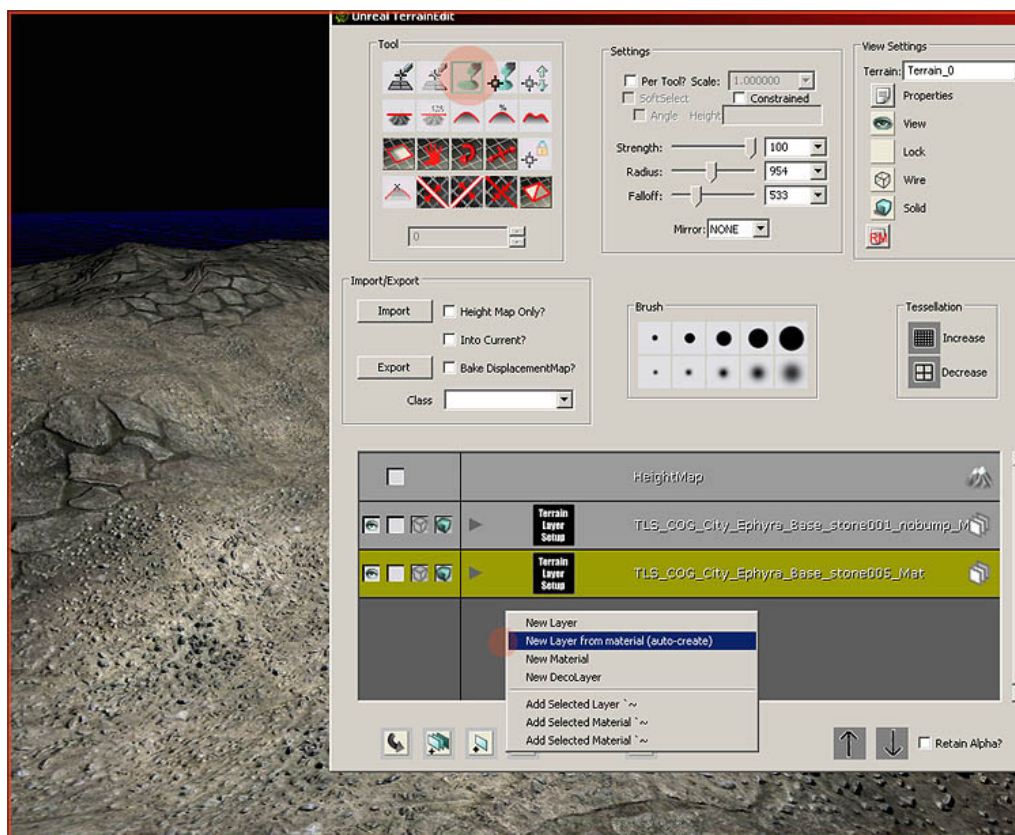 Unreal TerrainEdit
Tool
125
%
x
0
Settings
Per Tool? Scale: 1.000000
SoftSelect Constrained
Angle Height
Strength: 100
Radius: 954
Falloff: 533
Mirror: NONE
View Settings
Terrain: Terrain_0
Properties
View
Lock
Wire
Solid
RM
Import/Export
Import Height Map Only?
Into Current?
Export Bake DisplacementMap?
Class
Brush
Tessellation
Increase
Decrease
HeightMap
Terrain
Layer
Setup
TLS_COG_City_Ephyra_Base_stone001_nobump_M
Terrain
Layer
Setup
TLS_COG_City_Ephyra_Base_stone005_Mat
New Layer
New Layer from material (auto-create)
New Material
New DecoLayer
Add Selected Layer `~
Add Selected Material `~
Add Selected Material `~
Retain Alpha?